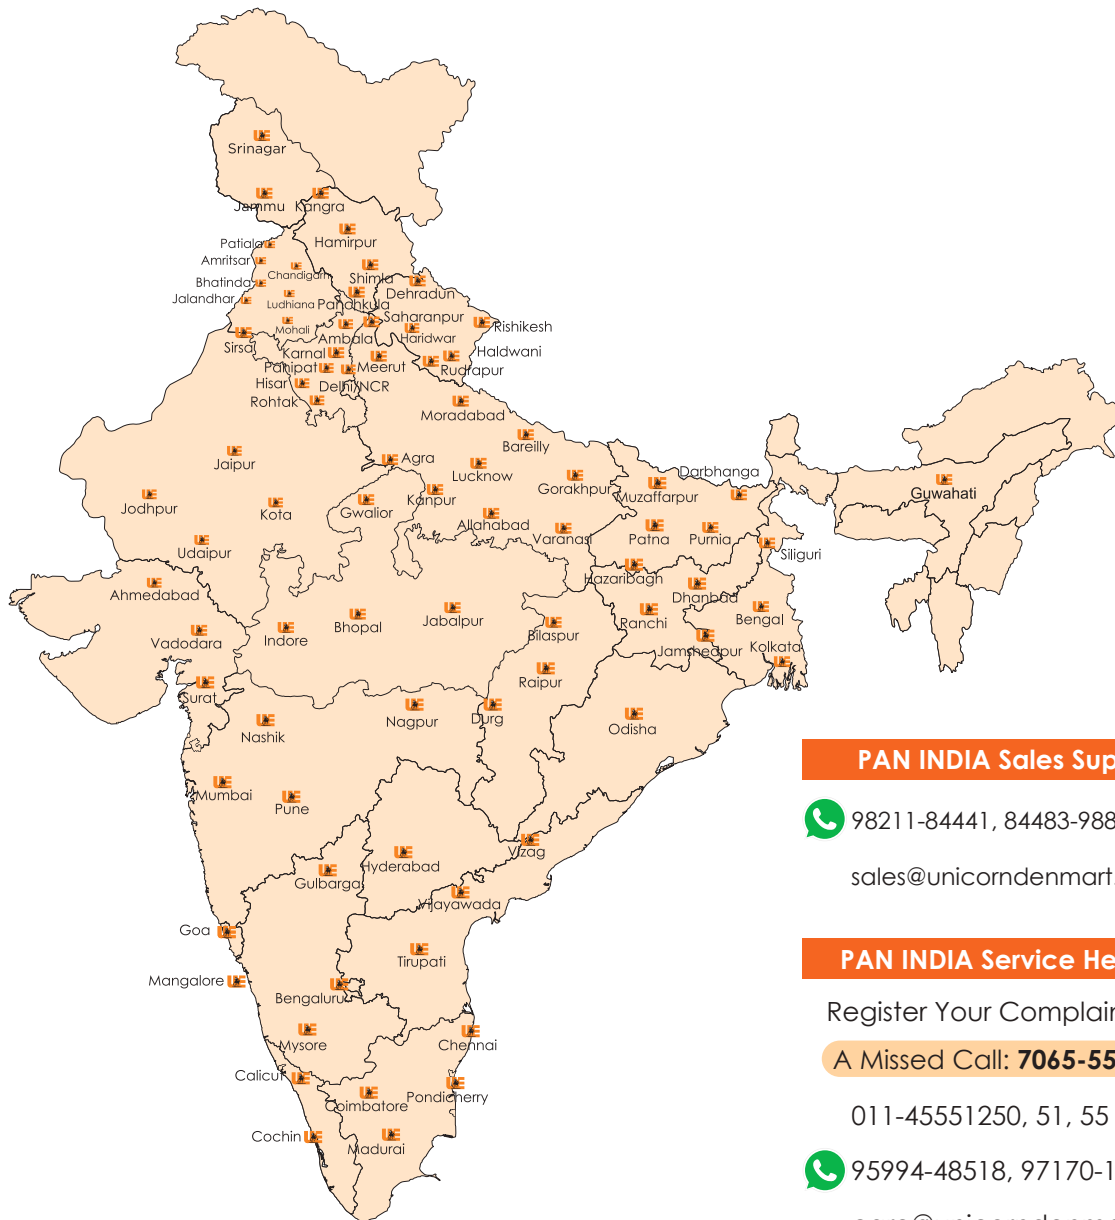 Srinagar
Jammu Kangra
Hamirpur
Patiala
Amritsar
Chandigarh
Shimla
Bhatinda
Dehradun
Jalandhar
Ludhiana Panchkula
Saharanpur
Mohali
Ambala
Haridwar
Rishikesh
Sirsa
Karnal
Haldwani
Panipat
Meerut
Rudrapur
Hisar
Delhi/NCR
Rohtak
Moradabad
Bareilly
Jaipur
Agra
Lucknow
Darbhanga
Gorakhpur
Muzaffarpur
Guwahati
Jodhpur
Kota
Gwalior
Kanpur
Allahabad
Varanasi
Patna
Purnia
Udaipur
Siliguri
Hazaribagh
Ahmedabad
Dhanbad
Vadodara
Indore
Bhopal
Jabalpur
Bilaspur
Ranchi
Bengal
Jamshedpur
Kolkata
Raipur
Surat
Nashik
Nagpur
Durg
Odisha
Mumbai
Pune
Hyderabad
Vizag
Gulbarga
Vijayawada
Goa
Tirupati
Mangalore
Bengaluru
Mysore
Chennai
Calicut
Coimbatore
Pondicherry
Cochin
Madurai
PAN INDIA Sales Sup
98211-84441, 84483-988
sales@unicorndenmart.
PAN INDIA Service He
Register Your Complain
A Missed Call: 7065-55
011-45551250, 51, 55
95994-48518, 97170-1